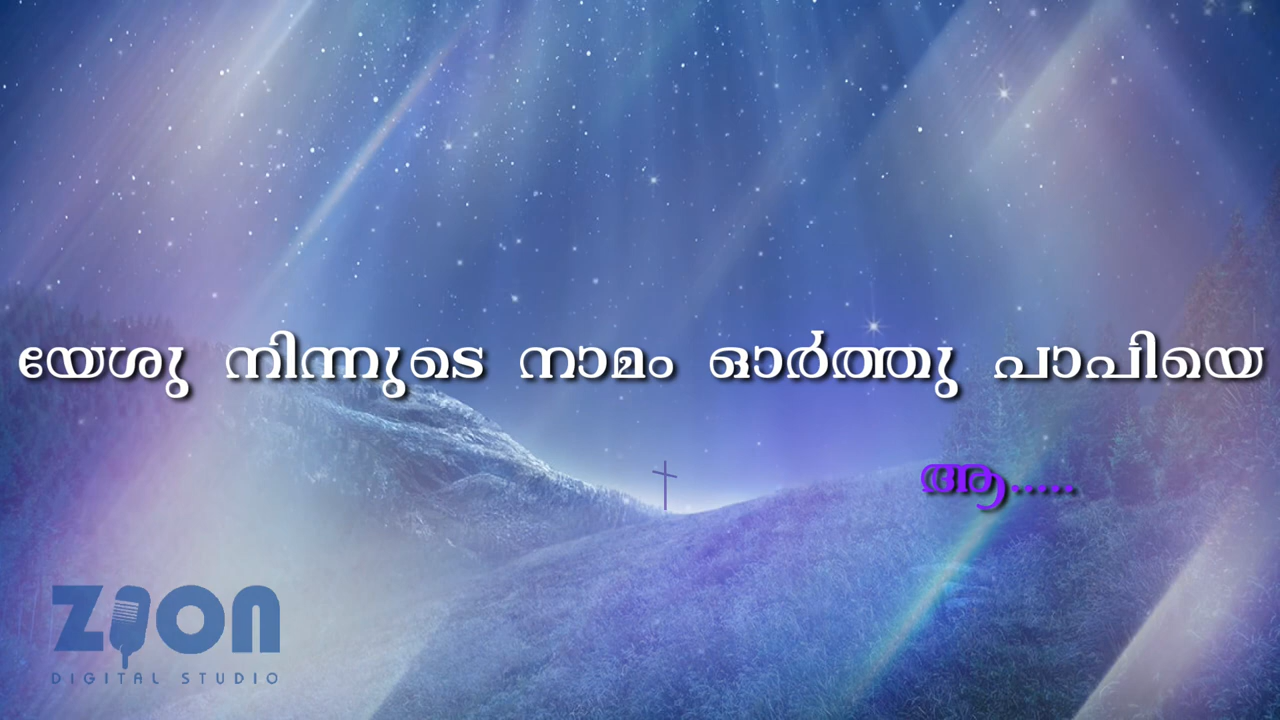 യേശു നിന്നുടെ നാമം ഓർത്തു പാപിയെ
ആ.....
ZION
DIGITAL STUDIO